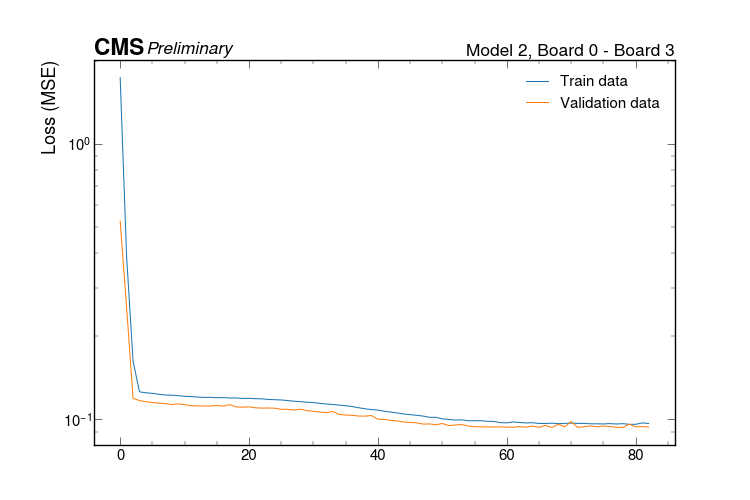 CMS Preliminary
Model 2, Board 0 - Board 3
Loss (MSE)
Train data
Validation data
10⁰
10⁻¹
0 20 40 60 80